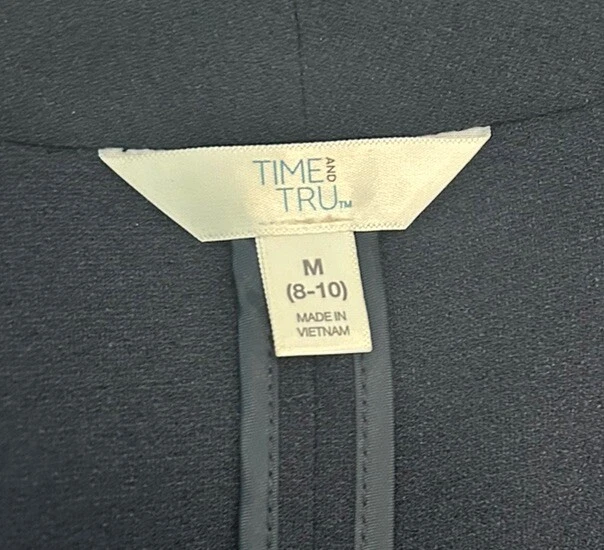 TIME AND
TRU™
M
(8-10)
MADE IN
VIETNAM